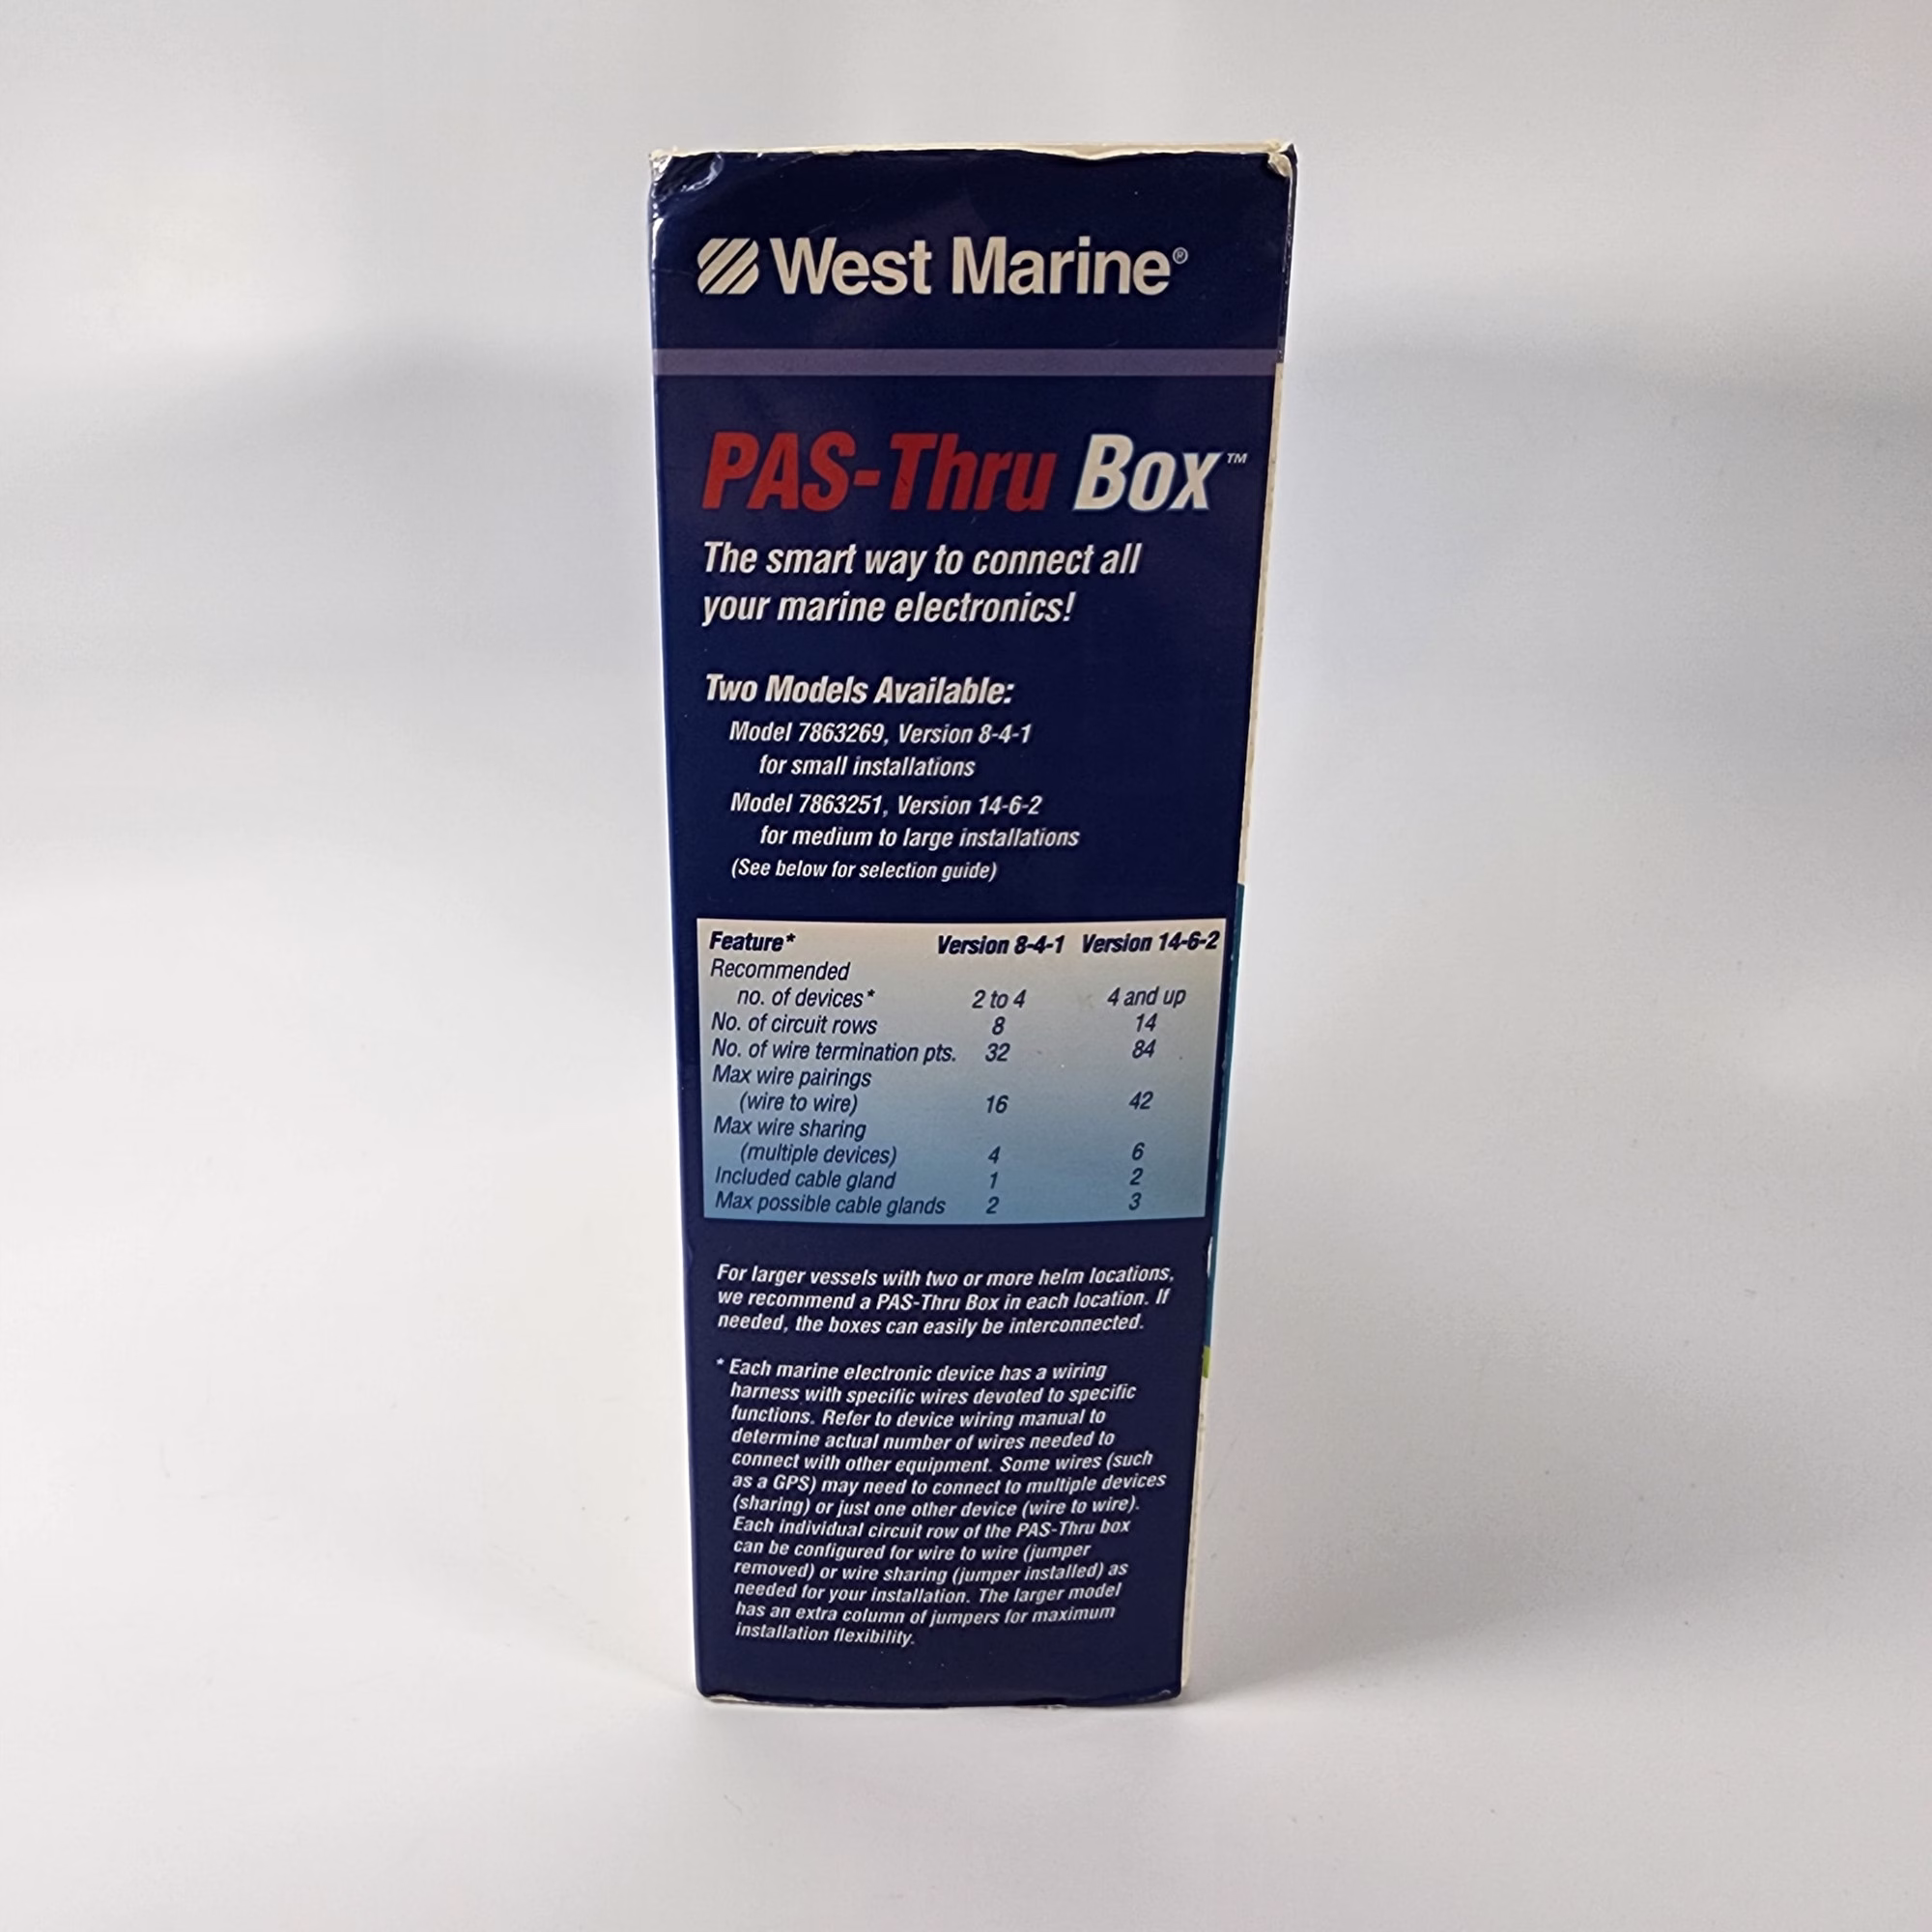 West Marine®
PAS-Thru Box™
The smart way to connect all
your marine electronics!
Two Models Available:
Model 7863269, Version 8-4-1
for small installations
Model 7863251, Version 14-6-2
for medium to large installations
(See below for selection guide)
Feature* Version 8-4-1 Version 14-6-2
Recommended
no. of devices* 2 to 4 4 and up
No. of circuit rows 8 14
No. of wire termination pts. 32 84
Max wire pairings
(wire to wire) 16 42
Max wire sharing
(multiple devices) 4 6
Included cable gland 1 2
Max possible cable glands 2 3
For larger vessels with two or more helm locations,
we recommend a PAS-Thru Box in each location. If
needed, the boxes can easily be interconnected.
* Each marine electronic device has a wiring
harness with specific wires devoted to specific
functions. Refer to device wiring manual to
determine actual number of wires needed to
connect with other equipment. Some wires (such
as a GPS) may need to connect to multiple devices
(sharing) or just one other device (wire to wire).
Each individual circuit row of the PAS-Thru box
can be configured for wire to wire (jumper
removed) or wire sharing (jumper installed) as
needed for your installation. The larger model
has an extra column of jumpers for maximum
installation flexibility.